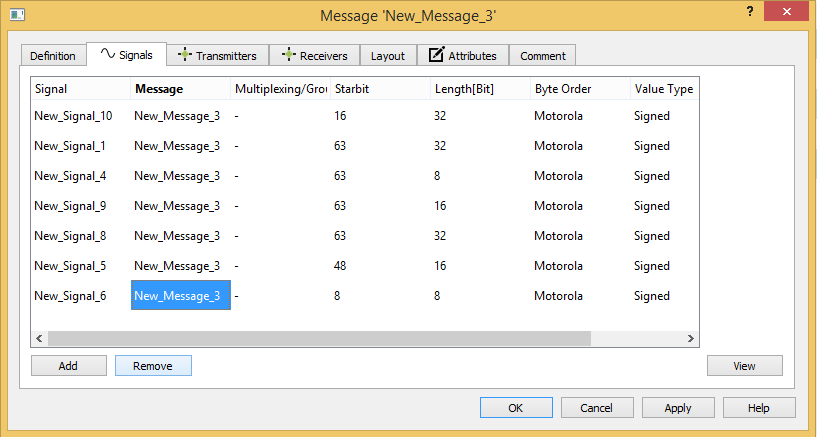 Message 'New_Message_3'
?
Definition Signals Transmitters Receivers Layout Attributes Comment
Signal Message Multiplexing/Grou Starbit Length[Bit] Byte Order Value Type
New_Signal_10 New_Message_3 - 16 32 Motorola Signed
New_Signal_1 New_Message_3 - 63 32 Motorola Signed
New_Signal_4 New_Message_3 - 63 8 Motorola Signed
New_Signal_9 New_Message_3 - 63 16 Motorola Signed
New_Signal_8 New_Message_3 - 63 32 Motorola Signed
New_Signal_5 New_Message_3 - 48 16 Motorola Signed
New_Signal_6 New_Message_3 - 8 8 Motorola Signed
Add Remove View
OK Cancel Apply Help